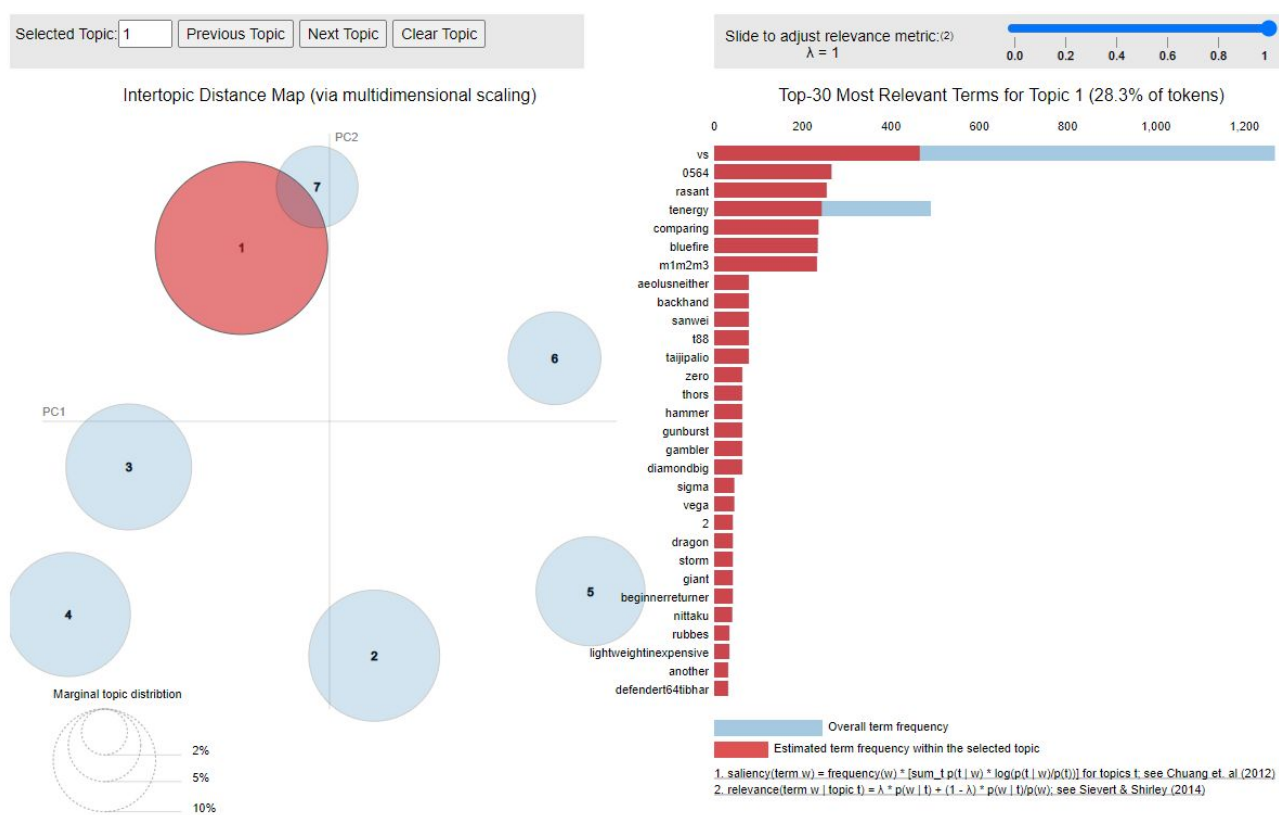 Selected Topic: 1 Previous Topic Next Topic Clear Topic
Slide to adjust relevance metric:(2)
λ = 1
0.0 0.2 0.4 0.6 0.8 1
Intertopic Distance Map (via multidimensional scaling)
PC2
7
1
6
PC1
3
5
4
2
Marginal topic distribtion
2%
5%
10%
Top-30 Most Relevant Terms for Topic 1 (28.3% of tokens)
0 200 400 600 800 1,000 1,200
vs
0564
rasant
tenergy
comparing
bluefire
m1m2m3
aeolusneither
backhand
sanwei
t88
taijipalio
zero
thors
hammer
gunburst
gambler
diamondbig
sigma
vega
2
dragon
storm
giant
beginnerreturner
nittaku
rubbes
lightweightinexpensive
another
defendert64tibhar
Overall term frequency
Estimated term frequency within the selected topic
1. saliency(term w) = frequency(w) * [sum_t p(t | w) * log(p(t | w)/p(t))] for topics t; see Chuang et. al (2012)
2. relevance(term w | topic t) = λ * p(w | t) + (1 - λ) * p(w | t)/p(w); see Sievert & Shirley (2014)